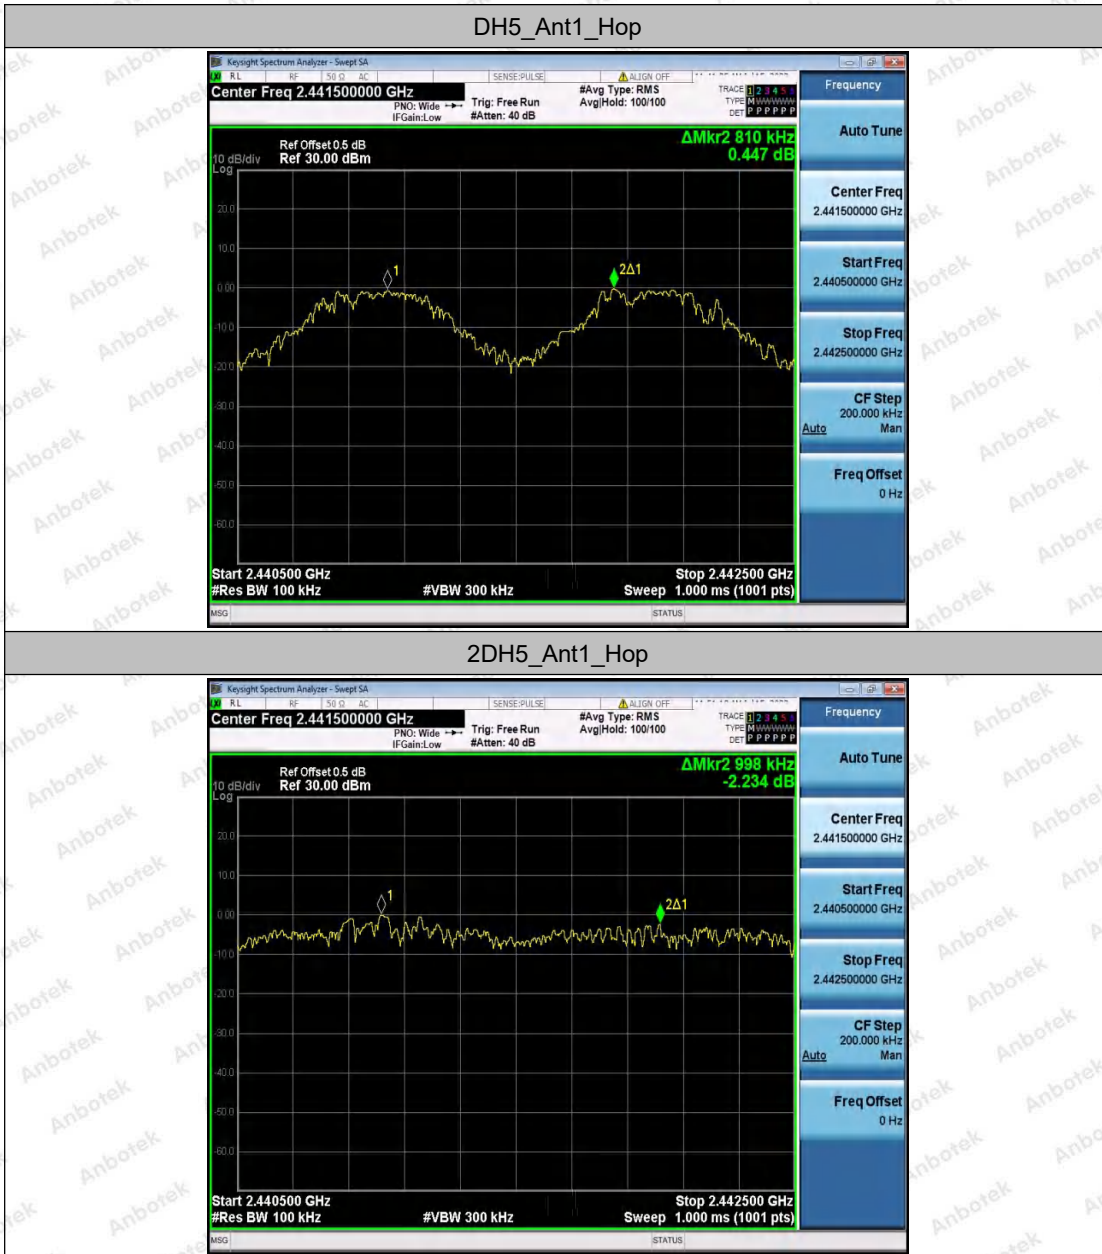 DH5_Ant1_Hop
Keysight Spectrum Analyzer - Swept SA
RL RF 50 Ω AC SENSE:PULSE ALIGN OFF
Center Freq 2.441500000 GHz
PNO: Wide
IFGain:Low
Trig: Free Run
#Atten: 40 dB
#Avg Type: RMS
Avg|Hold: 100/100
TRACE 1 2 3 4 5
TYPE M
DET P P P P P P
Frequency
ΔMkr2 810 kHz
0.447 dB
Ref Offset 0.5 dB
10 dB/div Ref 30.00 dBm
Log
20.0
10.0
0.00
-10.0
-20.0
-30.0
-40.0
-50.0
-60.0
1
2Δ1
Start 2.440500 GHz
Stop 2.442500 GHz
#Res BW 100 kHz
#VBW 300 kHz
Sweep 1.000 ms (1001 pts)
MSG
STATUS
Auto Tune
Center Freq
2.441500000 GHz
Start Freq
2.440500000 GHz
Stop Freq
2.442500000 GHz
CF Step
200.000 kHz
Auto Man
Freq Offset
0 Hz
2DH5_Ant1_Hop
Keysight Spectrum Analyzer - Swept SA
RL RF 50 Ω AC SENSE:PULSE ALIGN OFF
Center Freq 2.441500000 GHz
PNO: Wide
IFGain:Low
Trig: Free Run
#Atten: 40 dB
#Avg Type: RMS
Avg|Hold: 100/100
TRACE 1 2 3 4 5
TYPE M
DET P P P P P P
Frequency
ΔMkr2 998 kHz
-2.234 dB
Ref Offset 0.5 dB
10 dB/div Ref 30.00 dBm
Log
20.0
10.0
0.00
-10.0
-20.0
-30.0
-40.0
-50.0
-60.0
1
2Δ1
Start 2.440500 GHz
Stop 2.442500 GHz
#Res BW 100 kHz
#VBW 300 kHz
Sweep 1.000 ms (1001 pts)
MSG
STATUS
Auto Tune
Center Freq
2.441500000 GHz
Start Freq
2.440500000 GHz
Stop Freq
2.442500000 GHz
CF Step
200.000 kHz
Auto Man
Freq Offset
0 Hz
Anbotek